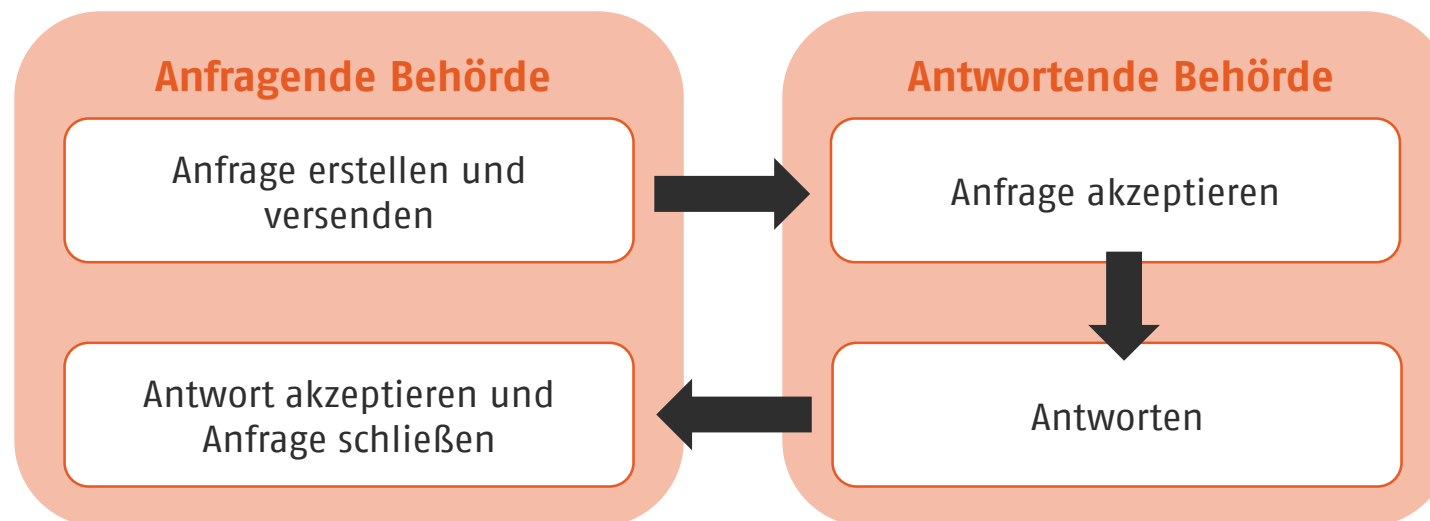 Anfragende Behörde
Anfrage erstellen und
versenden
Antwort akzeptieren und
Anfrage schließen
Antwortende Behörde
Anfrage akzeptieren
Antworten